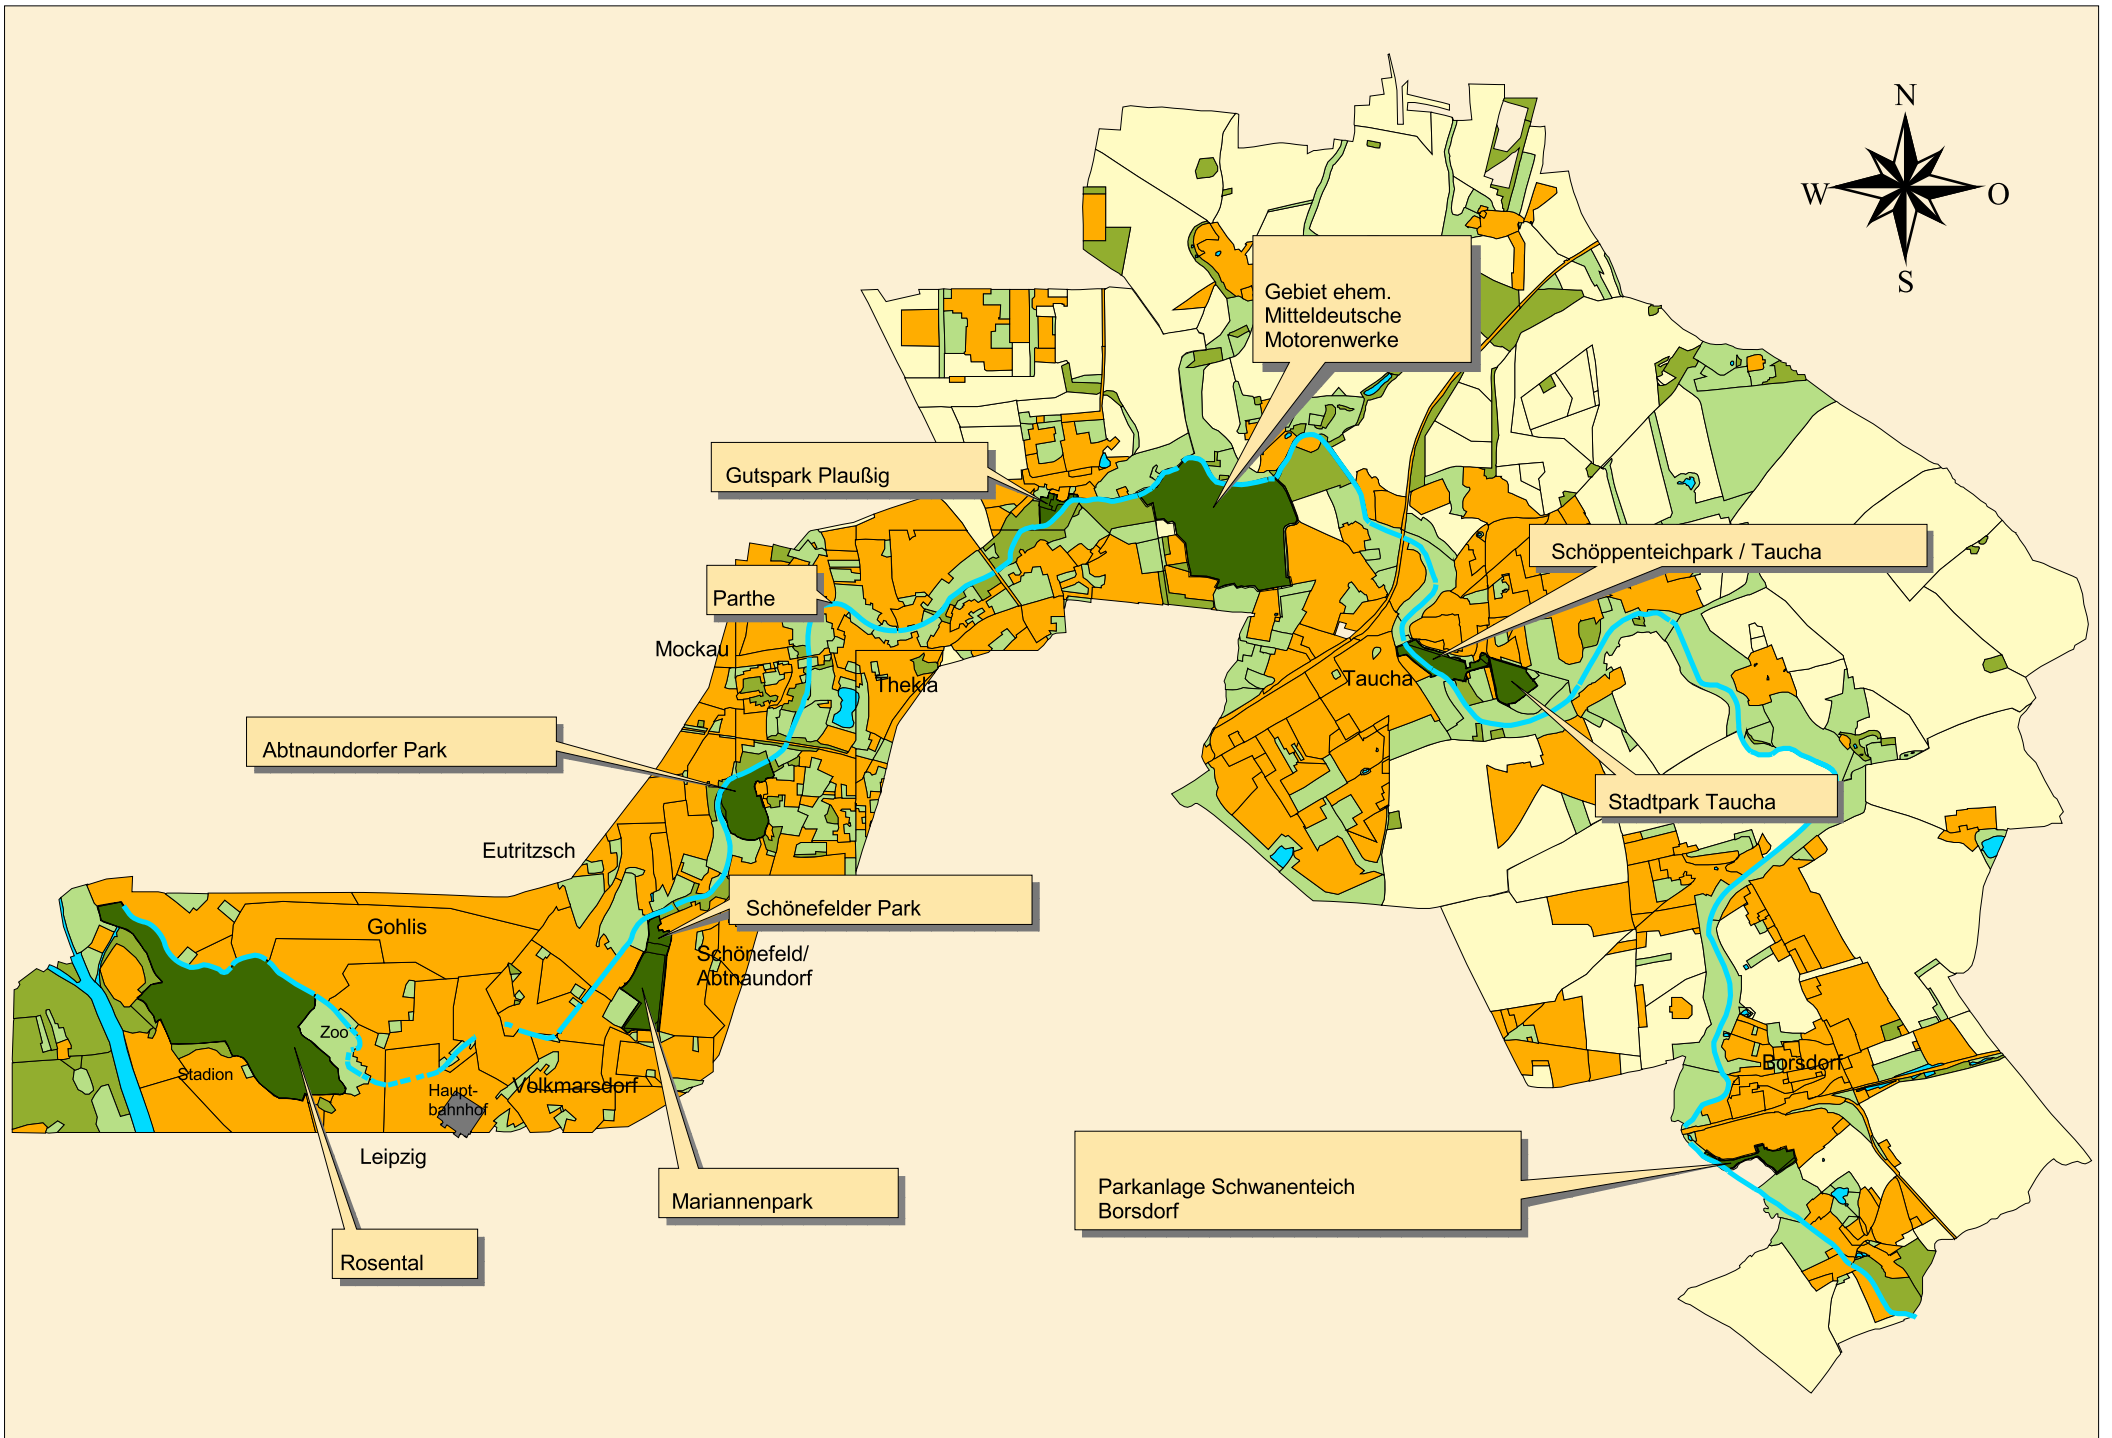 N
W
O
S
Gebiet ehem.
Mitteldeutsche
Motorenwerke
Gutspark Plaußig
Schöppenteichpark / Taucha
Parthe
Mockau
Thekla
Taucha
Abtnaundorfer Park
Stadtpark Taucha
Eutritzsch
Schönefelder Park
Gohlis
Schönefeld/
Abtnaundorf
Zoo
Stadion
Haupt-
bahnhof
Volkmarsdorf
Borsdorf
Leipzig
Mariannenpark
Parkanlage Schwanenteich
Borsdorf
Rosental